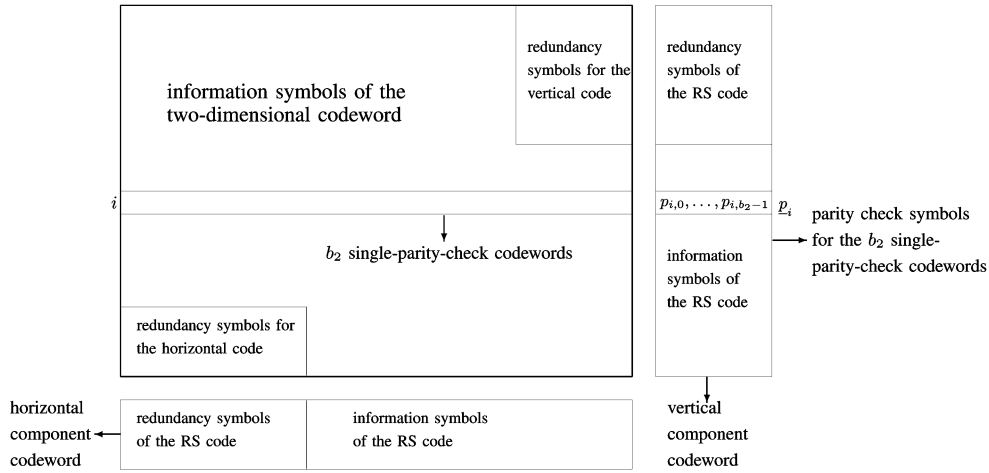 redundancy
symbols for the
vertical code
redundancy
symbols of
the RS code
information symbols of the
two-dimensional codeword
i
p_{i,0}, ..., p_{i,b_2-1}
p_i
parity check symbols
for the b_2 single-
parity-check codewords
b_2 single-parity-check codewords
information
symbols of
the RS code
redundancy symbols for
the horizontal code
horizontal
component
codeword
redundancy symbols
of the RS code
information symbols
of the RS code
vertical
component
codeword